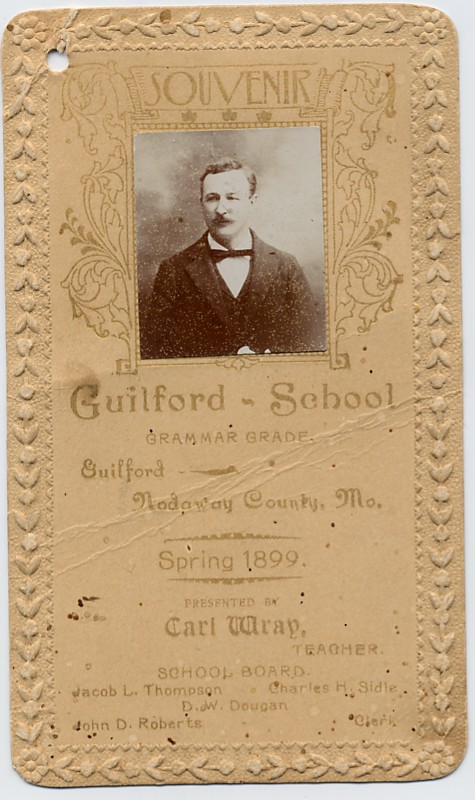 SOUVENIR
Guilford ~ School
GRAMMAR GRADE.
Guilford
Nodaway County, Mo.
Spring 1899.
PRESENTED BY
Carl Wray,
TEACHER.
SCHOOL BOARD.
Jacob L. Thompson Charles H. Sidle
D. W. Dougan
John D. Roberts Clerk